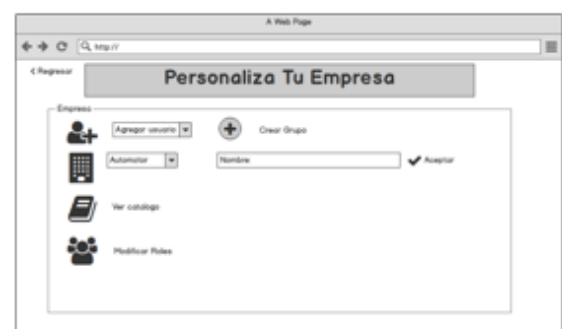 A Web Page
http://
< Regresar
Personaliza Tu Empresa
Empresa
Agregar usuario
Crear Grupo
Automotor
Nombre
Aceptar
Ver catalogo
Modificar Roles